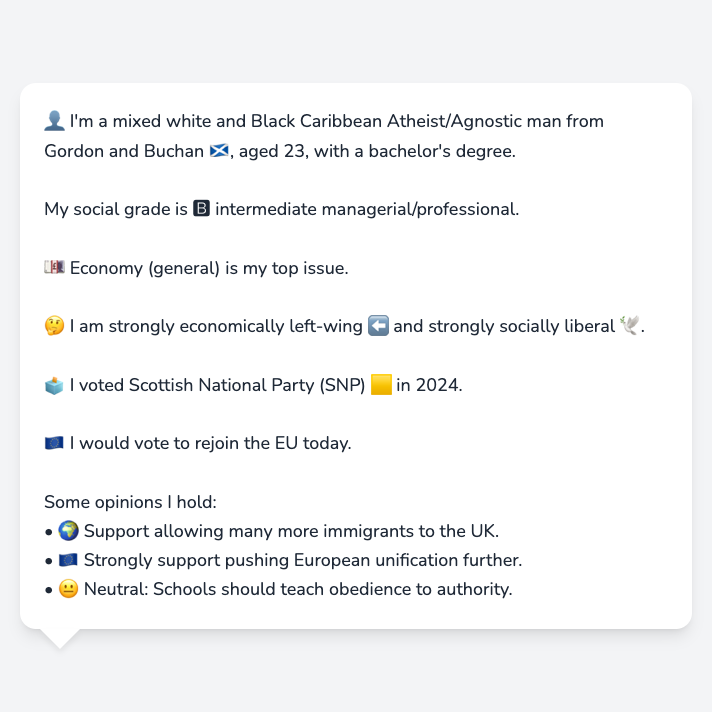 👤 I'm a mixed white and Black Caribbean Atheist/Agnostic man from
Gordon and Buchan 🏴󠁧󠁢󠁳󠁣󠁴󠁿, aged 23, with a bachelor's degree.
My social grade is 🅱 intermediate managerial/professional.
💷 Economy (general) is my top issue.
🤔 I am strongly economically left-wing ⬅️ and strongly socially liberal 🕊️.
🗳️ I voted Scottish National Party (SNP) 🟨 in 2024.
🇪🇺 I would vote to rejoin the EU today.
Some opinions I hold:
• 🌍 Support allowing many more immigrants to the UK.
• 🇪🇺 Strongly support pushing European unification further.
• 😐 Neutral: Schools should teach obedience to authority.